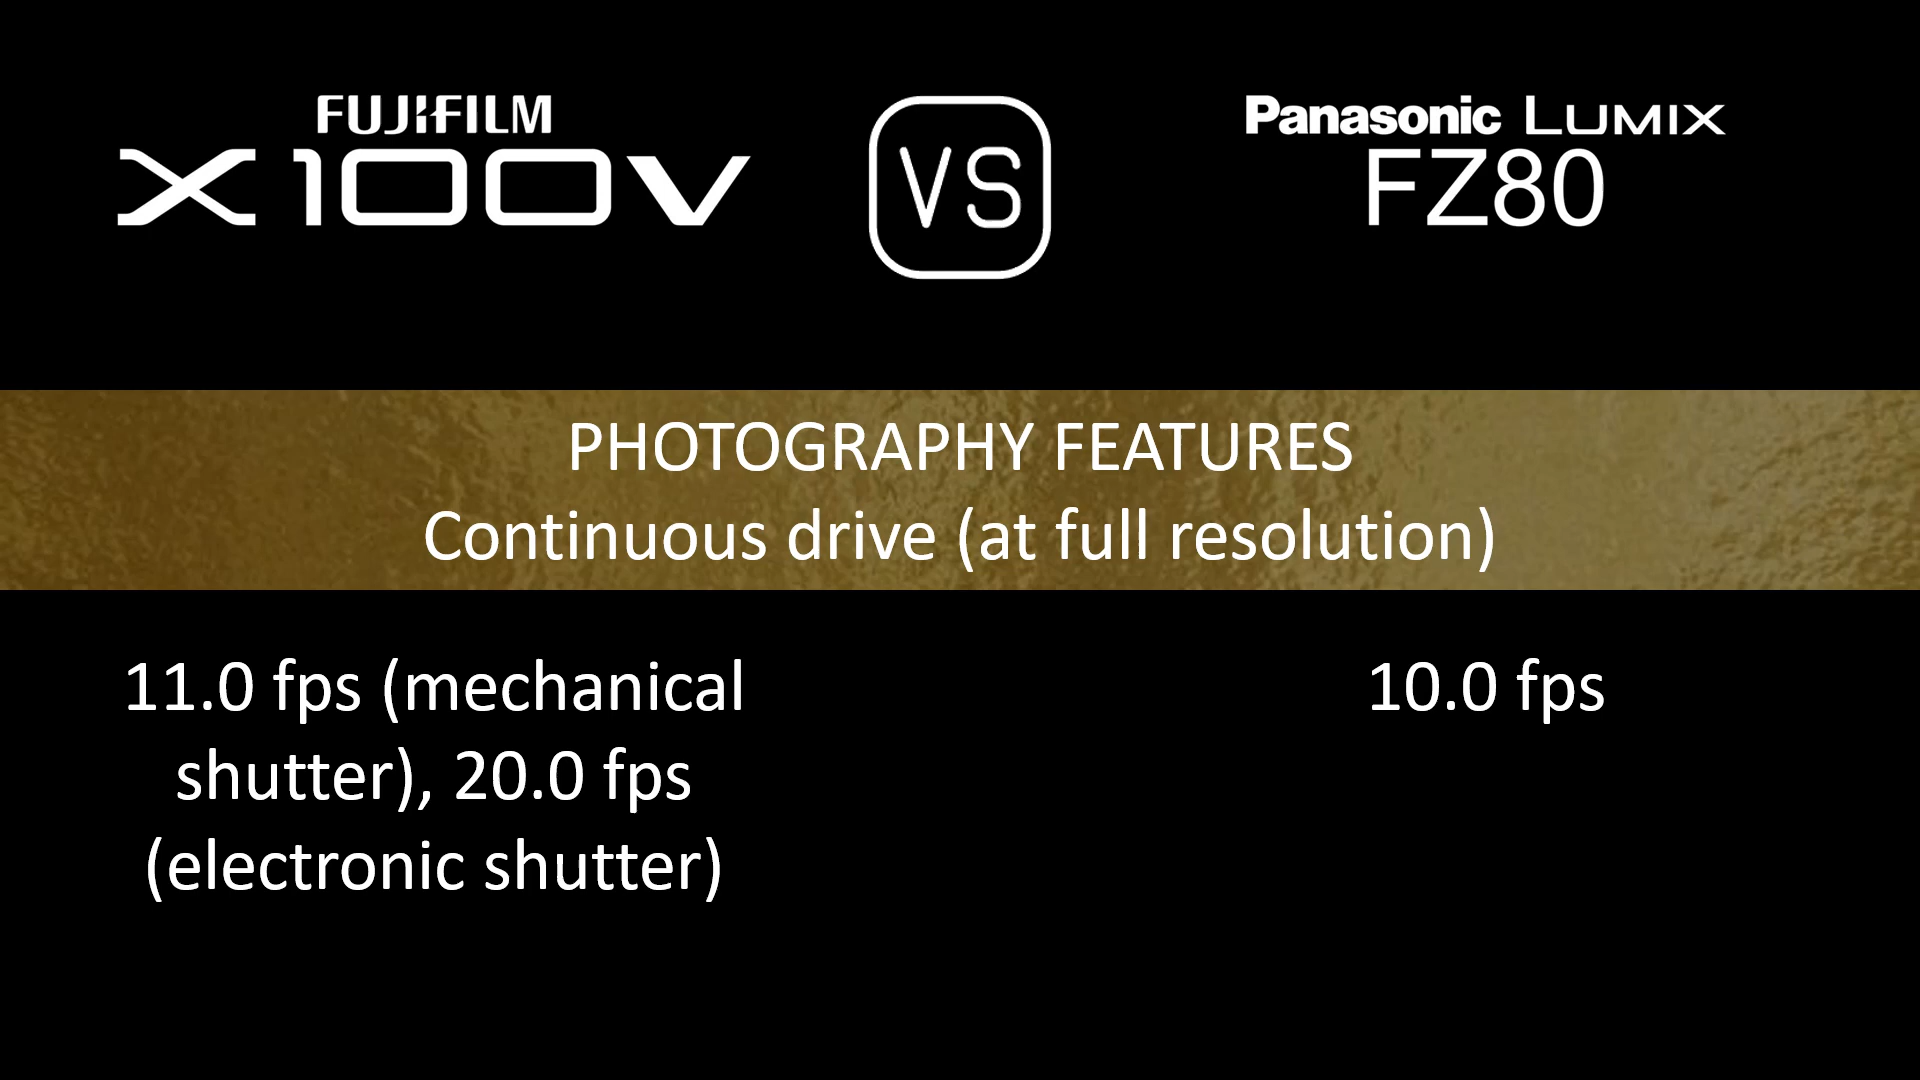 FUJIFILM
X100V
VS
Panasonic LUMIX
FZ80
PHOTOGRAPHY FEATURES
Continuous drive (at full resolution)
11.0 fps (mechanical
shutter), 20.0 fps
(electronic shutter)
10.0 fps